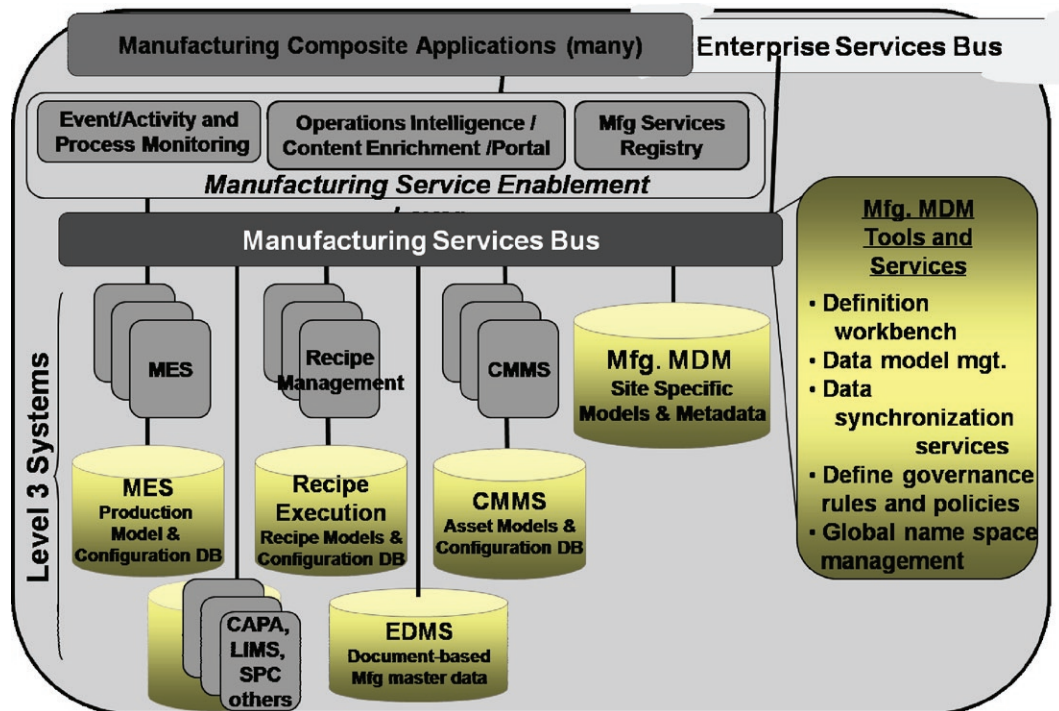 Manufacturing Composite Applications (many)
Enterprise Services Bus
Event/Activity and
Process Monitoring
Operations Intelligence /
Content Enrichment /Portal
Mfg Services
Registry
Manufacturing Service Enablement
Manufacturing Services Bus
Mfg. MDM
Tools and
Services
• Definition
workbench
• Data model mgt.
• Data
synchronization
services
• Define governance
rules and policies
• Global name space
management
Level 3 Systems
MES
Recipe
Management
CMMS
Mfg. MDM
Site Specific
Models & Metadata
MES
Production
Model &
Configuration DB
Recipe
Execution
Recipe Models &
Configuration DB
CMMS
Asset Models &
Configuration DB
CAPA,
LIMS,
SPC
others
EDMS
Document-based
Mfg master data